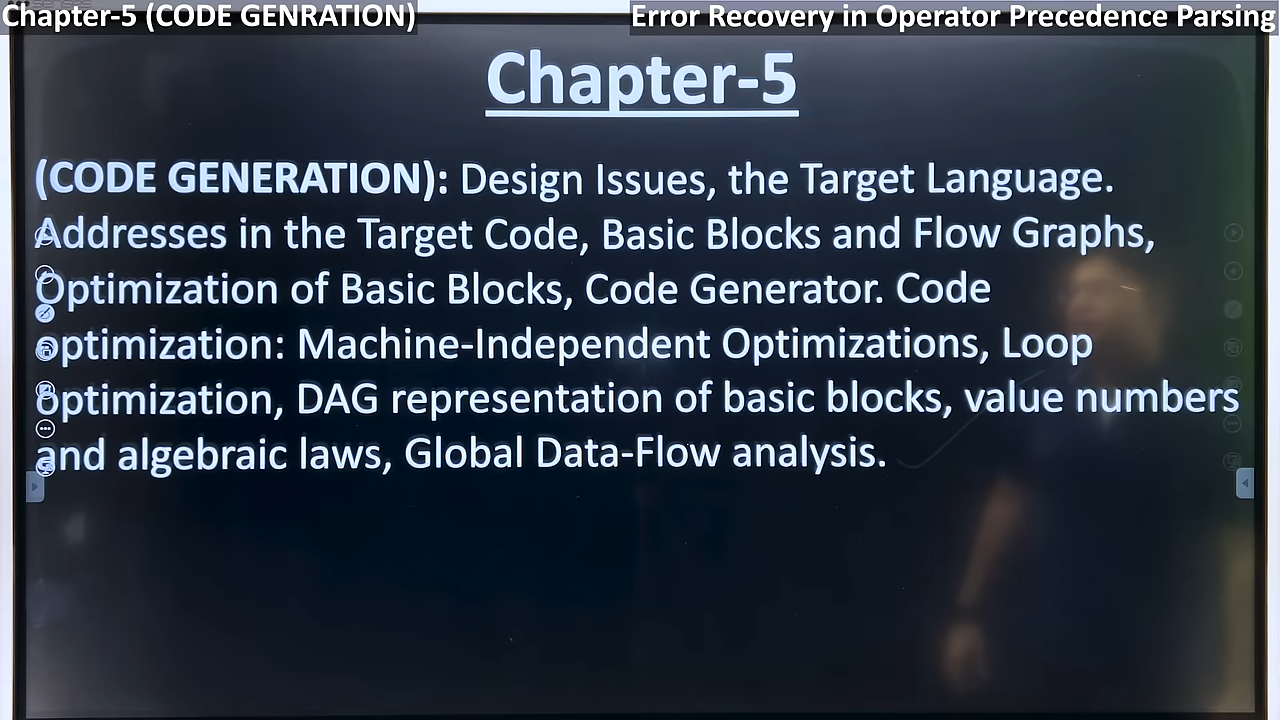 Chapter-5 (CODE GENRATION)
Error Recovery in Operator Precedence Parsing
Chapter-5
(CODE GENERATION): Design Issues, the Target Language.
Addresses in the Target Code, Basic Blocks and Flow Graphs,
Optimization of Basic Blocks, Code Generator. Code
optimization: Machine-Independent Optimizations, Loop
optimization, DAG representation of basic blocks, value numbers
and algebraic laws, Global Data-Flow analysis.